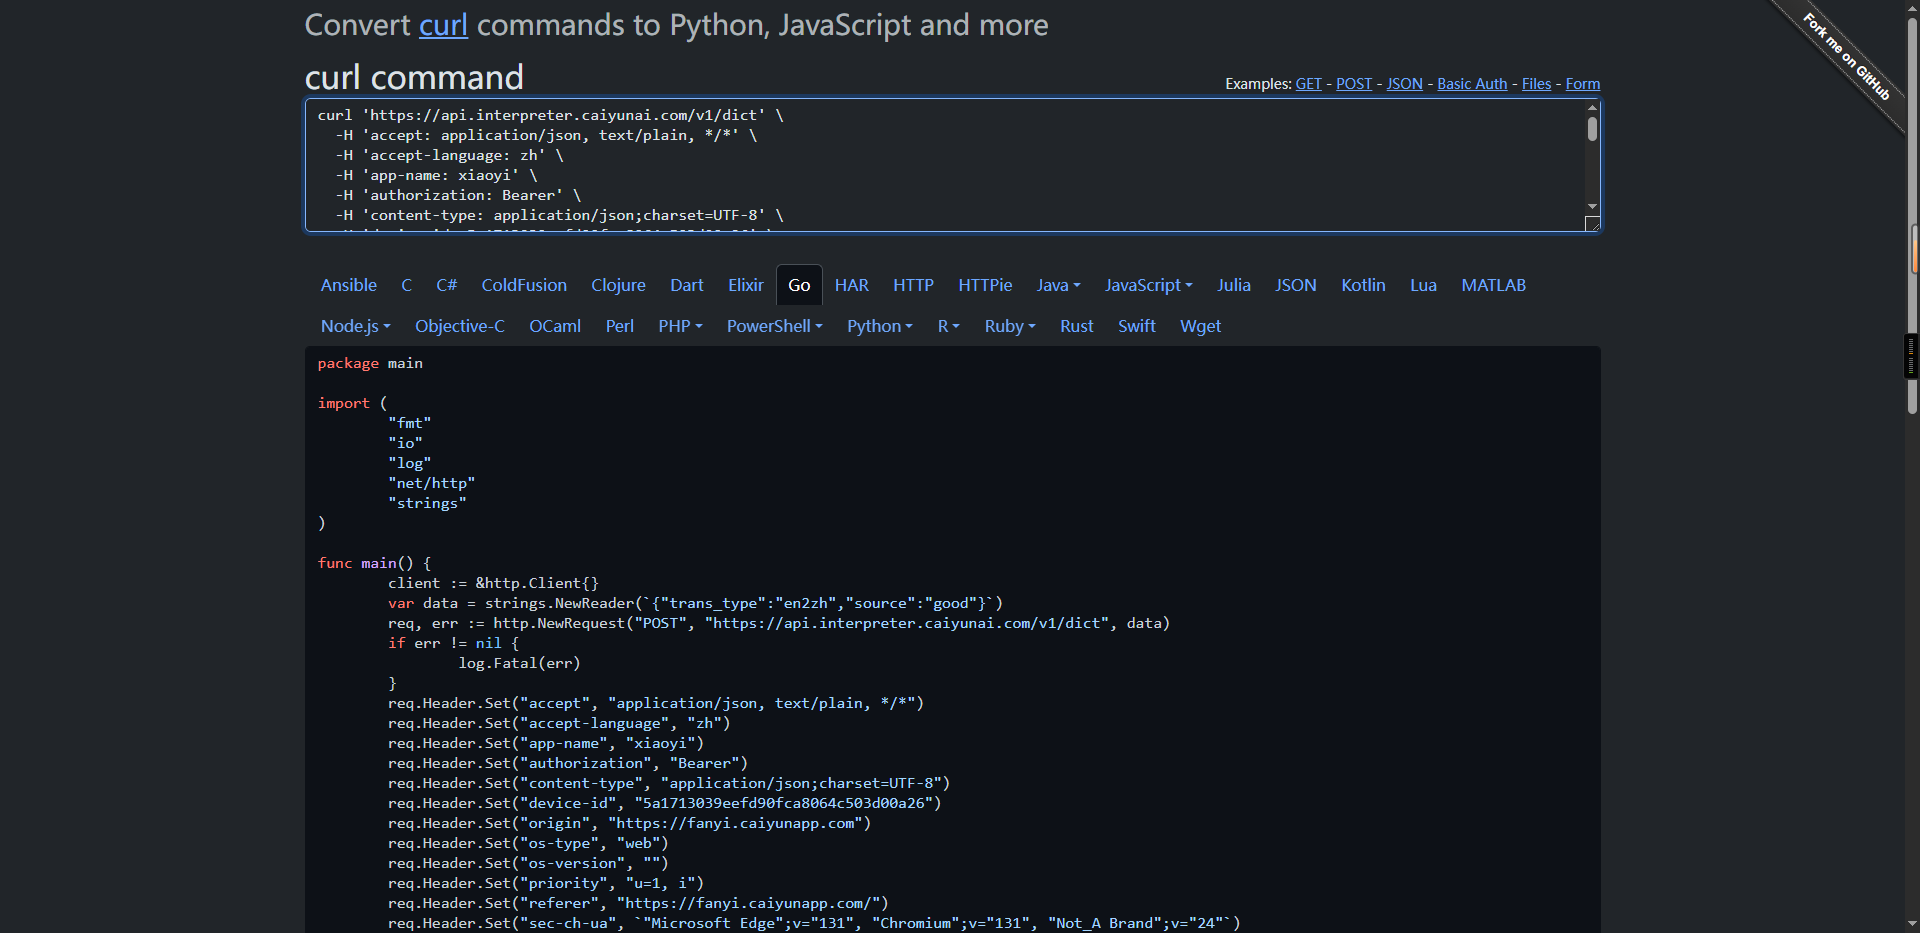 Convert curl commands to Python, JavaScript and more
Fork me on GitHub
curl command
Examples: GET - POST - JSON - Basic Auth - Files - Form
curl 'https://api.interpreter.caiyunai.com/v1/dict' \
-H 'accept: application/json, text/plain, */*' \
-H 'accept-language: zh' \
-H 'app-name: xiaoyi' \
-H 'authorization: Bearer' \
-H 'content-type: application/json;charset=UTF-8' \
Ansible C C# ColdFusion Clojure Dart Elixir Go HAR HTTP HTTPie Java JavaScript Julia JSON Kotlin Lua MATLAB
Node.js Objective-C OCaml Perl PHP PowerShell Python R Ruby Rust Swift Wget
package main
import (
"fmt"
"io"
"log"
"net/http"
"strings"
)
func main() {
client := &http.Client{}
var data = strings.NewReader(`{"trans_type":"en2zh","source":"good"}`)
req, err := http.NewRequest("POST", "https://api.interpreter.caiyunai.com/v1/dict", data)
if err != nil {
log.Fatal(err)
}
req.Header.Set("accept", "application/json, text/plain, */*")
req.Header.Set("accept-language", "zh")
req.Header.Set("app-name", "xiaoyi")
req.Header.Set("authorization", "Bearer")
req.Header.Set("content-type", "application/json;charset=UTF-8")
req.Header.Set("device-id", "5a1713039eefd90fca8064c503d00a26")
req.Header.Set("origin", "https://fanyi.caiyunapp.com")
req.Header.Set("os-type", "web")
req.Header.Set("os-version", "")
req.Header.Set("priority", "u=1, i")
req.Header.Set("referer", "https://fanyi.caiyunapp.com/")
req.Header.Set("sec-ch-ua", `"Microsoft Edge";v="131", "Chromium";v="131", "Not_A Brand";v="24"`)